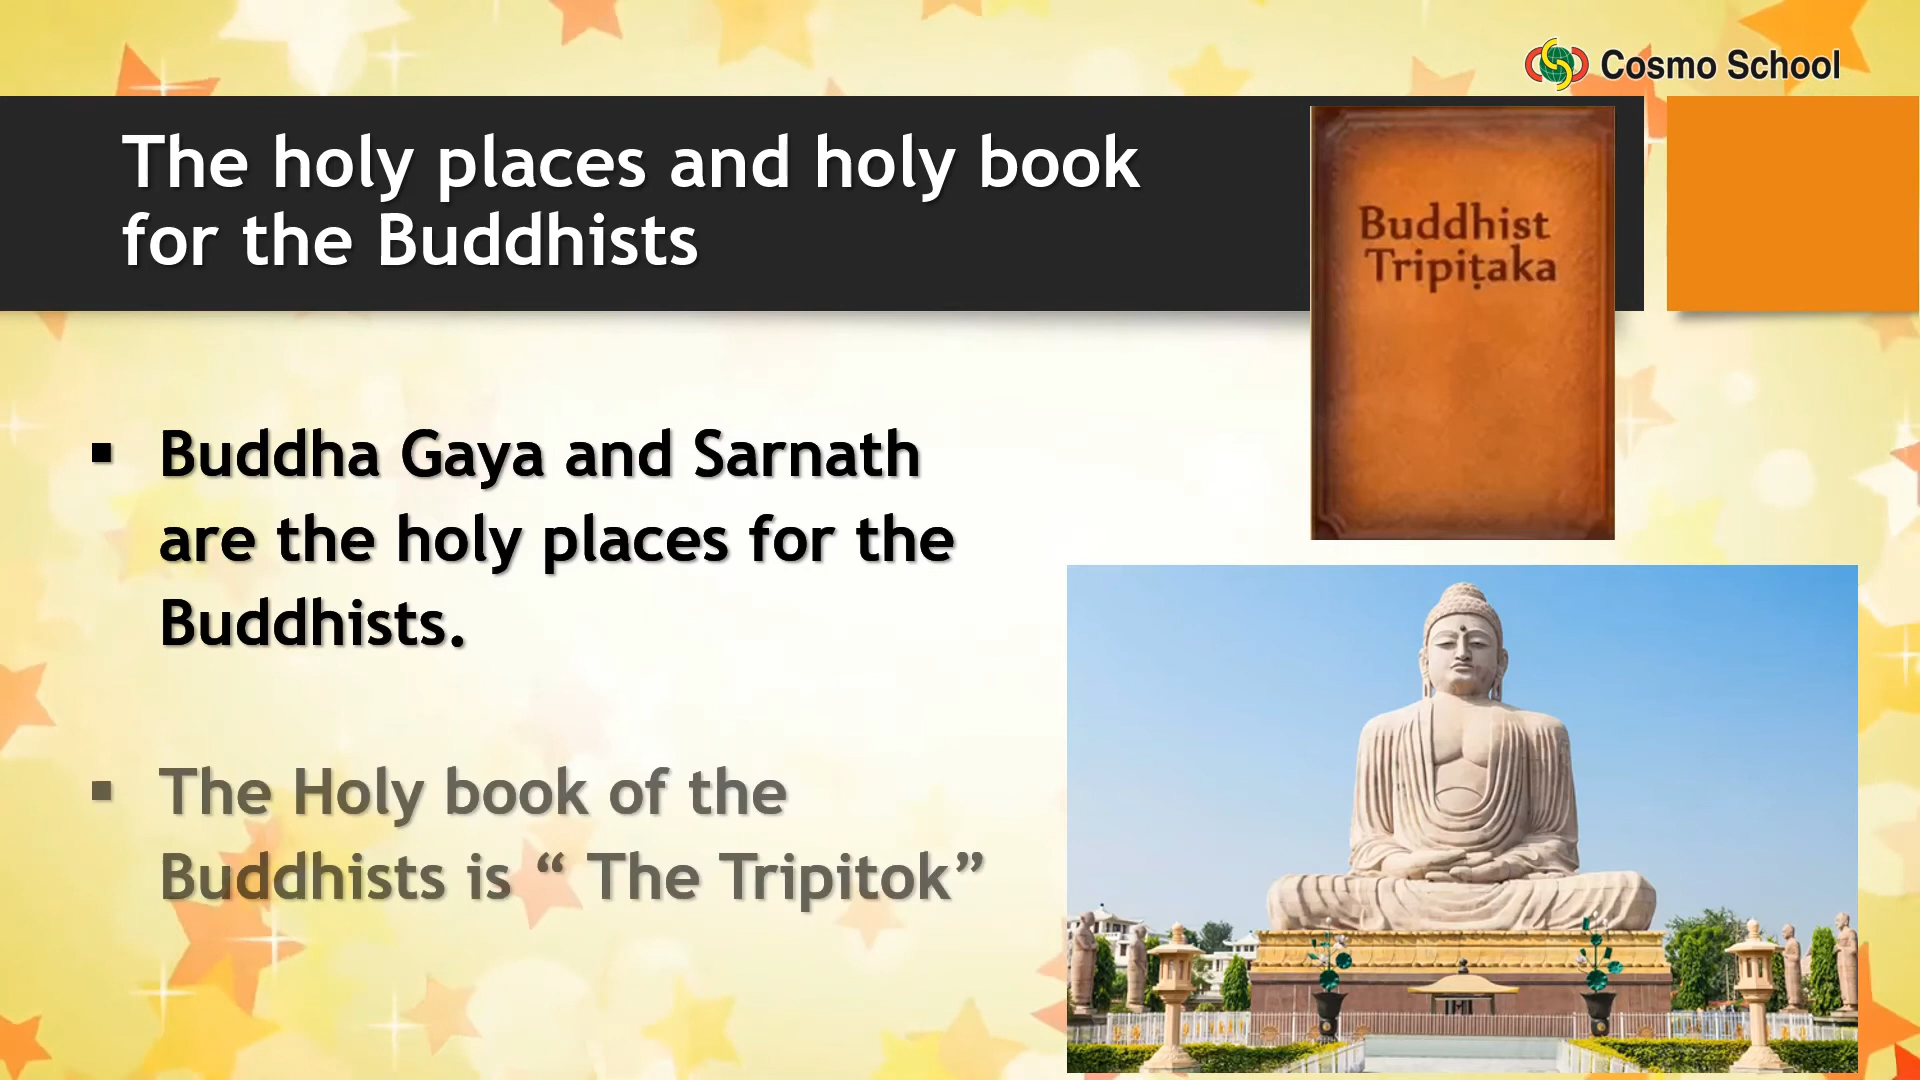 Cosmo School
The holy places and holy book
for the Buddhists
Buddhist
Tripiṭaka
▪ Buddha Gaya and Sarnath
are the holy places for the
Buddhists.
▪ The Holy book of the
Buddhists is “ The Tripitok”